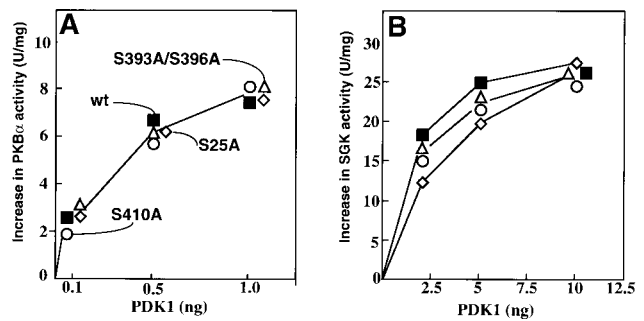 A
Increase in PKBα activity (U/mg)
10
8
6
4
2
0
S393A/S396A
wt
S25A
S410A
0.1 0.5 1.0
PDK1 (ng)
B
Increase in SGK activity (U/mg)
30
25
20
15
10
5
0
2.5 5 7.5 10 12.5
PDK1 (ng)